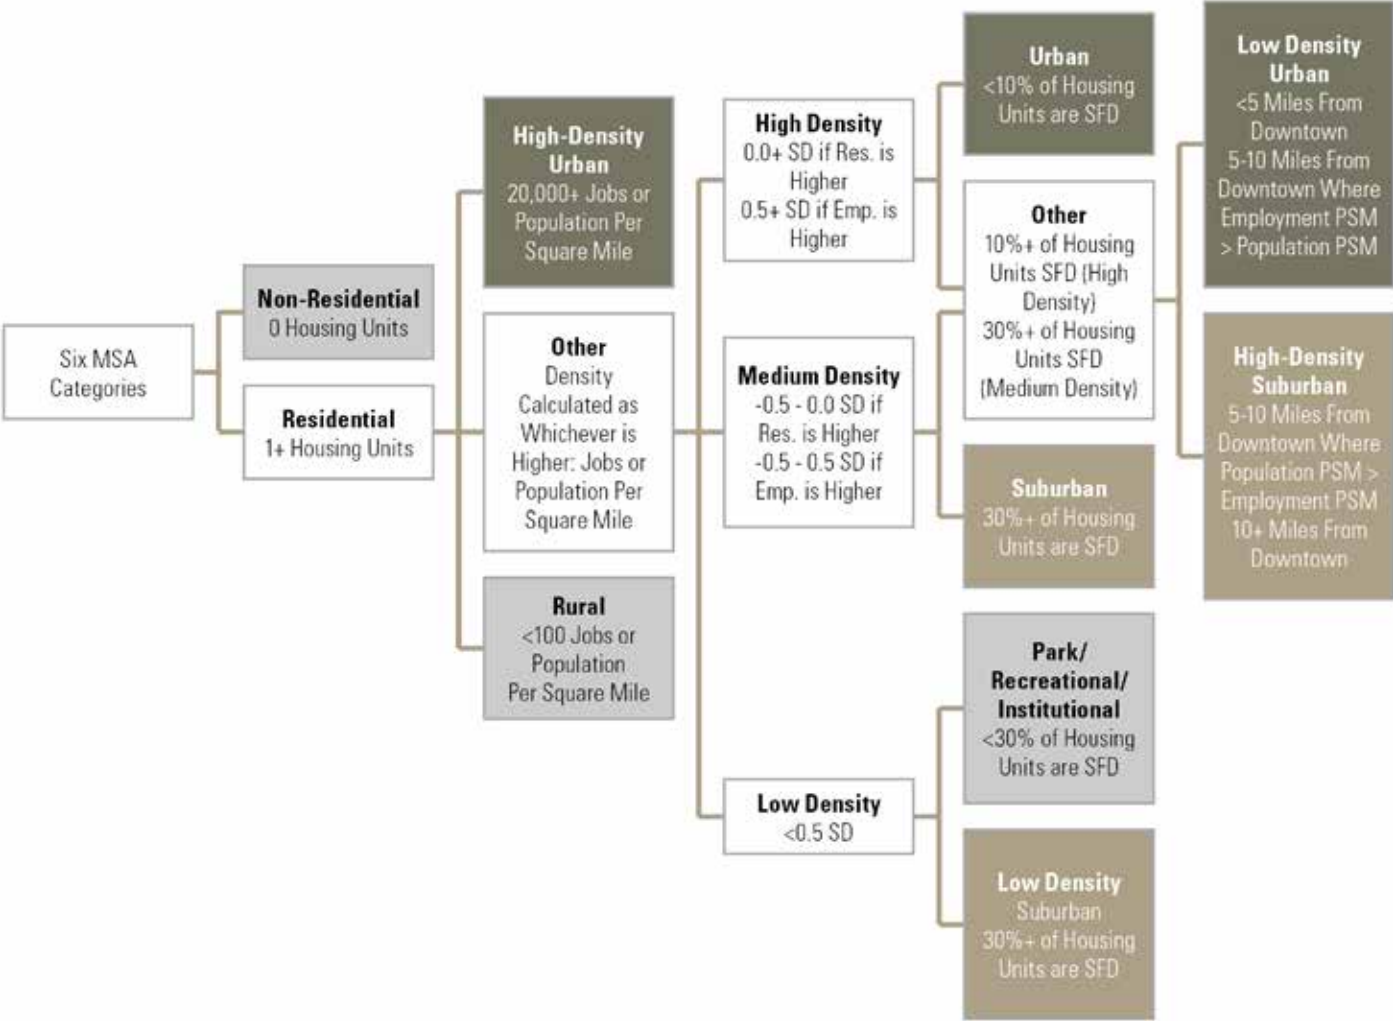 Six MSA
Categories
Non-Residential
0 Housing Units
Residential
1+ Housing Units
High-Density
Urban
20,000+ Jobs or
Population Per
Square Mile
Other
Density
Calculated as
Whichever is
Higher: Jobs or
Population Per
Square Mile
Rural
<100 Jobs or
Population
Per Square Mile
High Density
0.0+ SD if Res. is
Higher
0.5+ SD if Emp. is
Higher
Medium Density
-0.5 - 0.0 SD if
Res. is Higher
-0.5 - 0.5 SD if
Emp. is Higher
Low Density
<0.5 SD
Urban
<10% of Housing
Units are SFD
Other
10%+ of Housing
Units SFD (High
Density)
30%+ of Housing
Units SFD
(Medium Density)
Suburban
30%+ of Housing
Units are SFD
Park/
Recreational/
Institutional
<30% of Housing
Units are SFD
Low Density
Suburban
30%+ of Housing
Units are SFD
Low Density
Urban
<5 Miles From
Downtown
5-10 Miles From
Downtown Where
Employment PSM
> Population PSM
High-Density
Suburban
5-10 Miles From
Downtown Where
Population PSM >
Employment PSM
10+ Miles From
Downtown